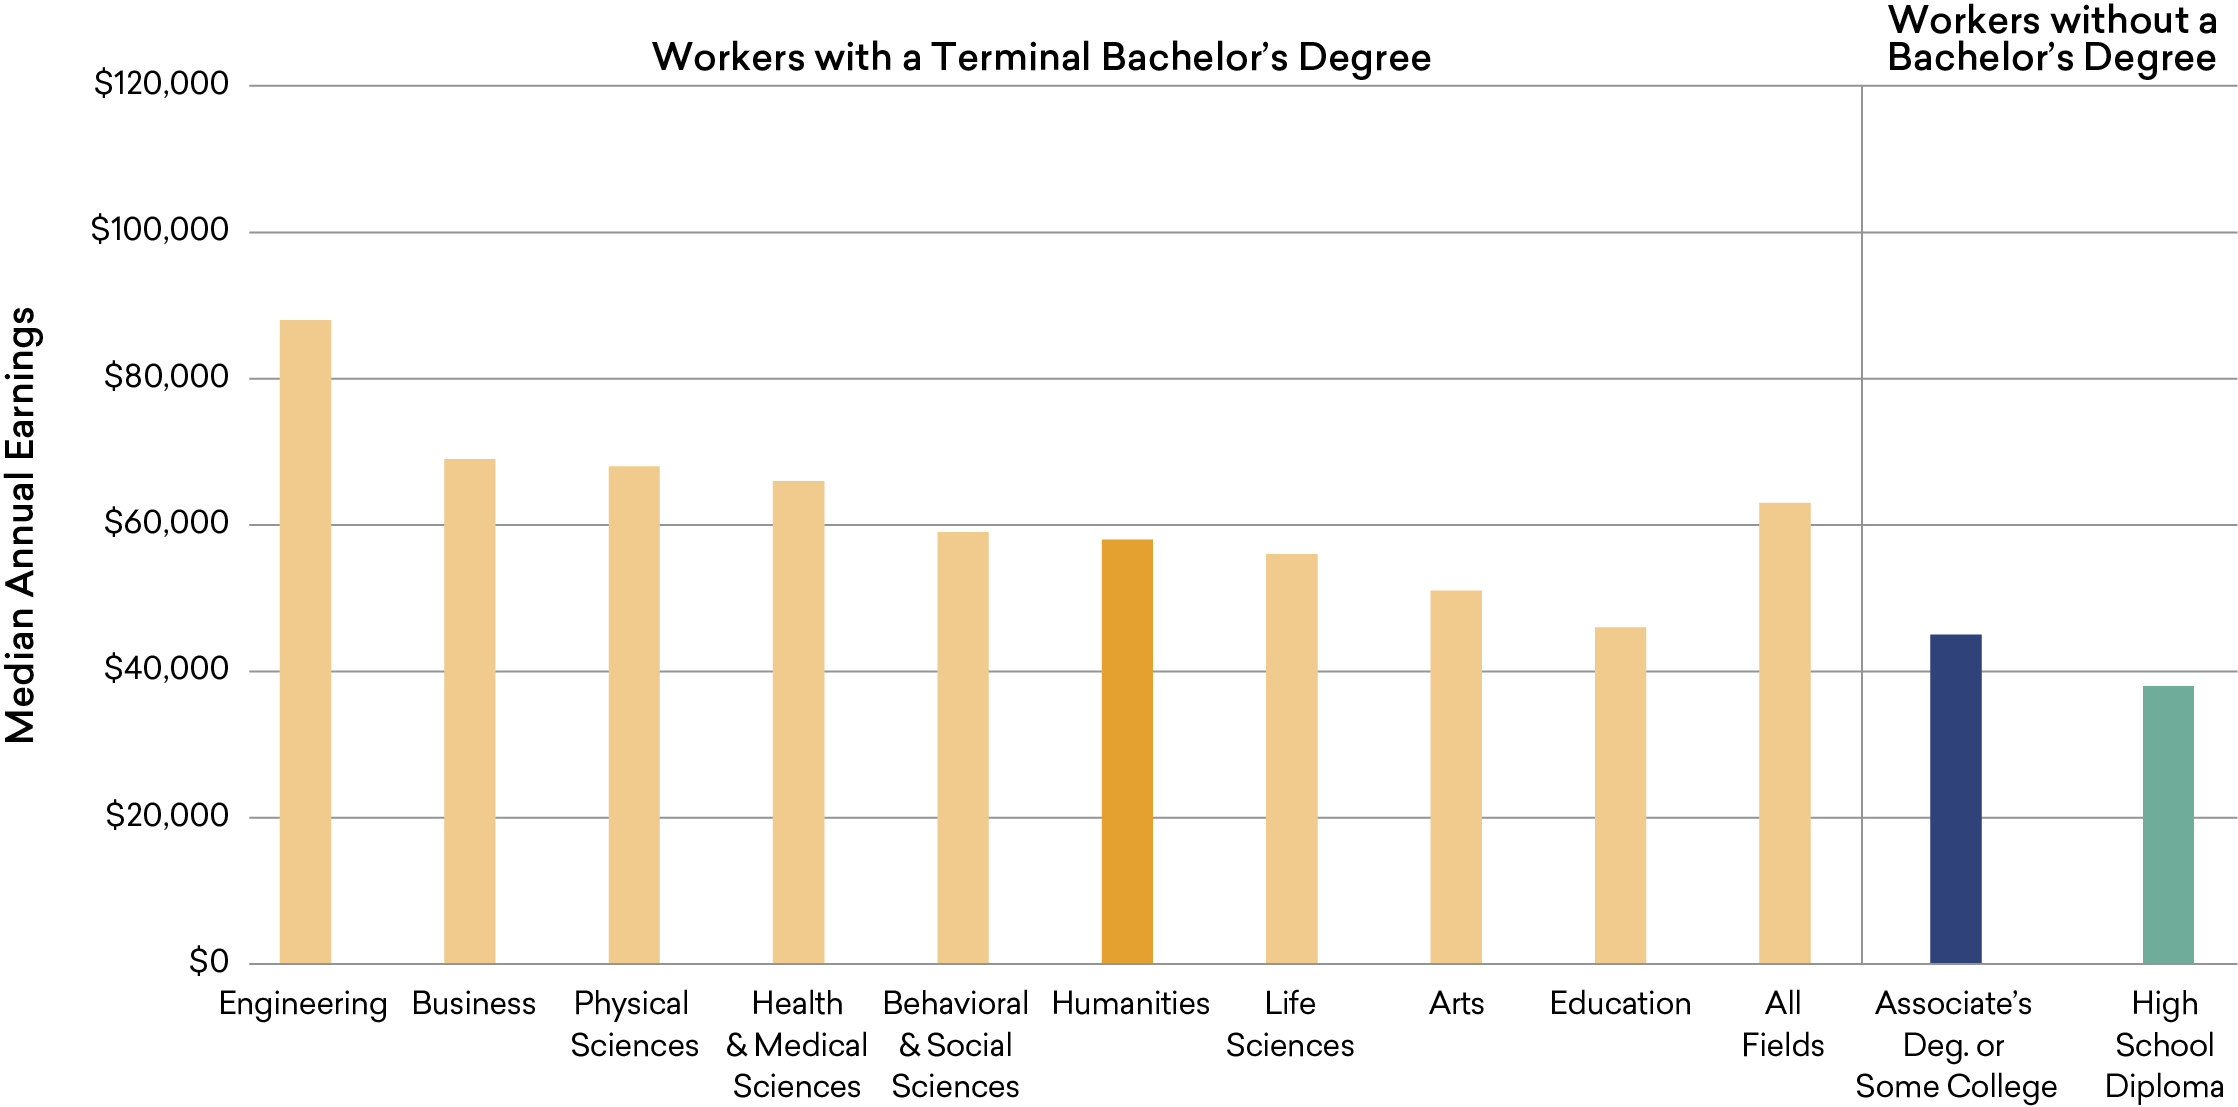 Workers with a Terminal Bachelor’s Degree
Workers without a
Bachelor’s Degree
$120,000
$100,000
$80,000
$60,000
$40,000
$20,000
$0
Median Annual Earnings
Engineering
Business
Physical
Sciences
Health
& Medical
Sciences
Behavioral
& Social
Sciences
Humanities
Life
Sciences
Arts
Education
All
Fields
Associate’s
Deg. or
Some College
High
School
Diploma